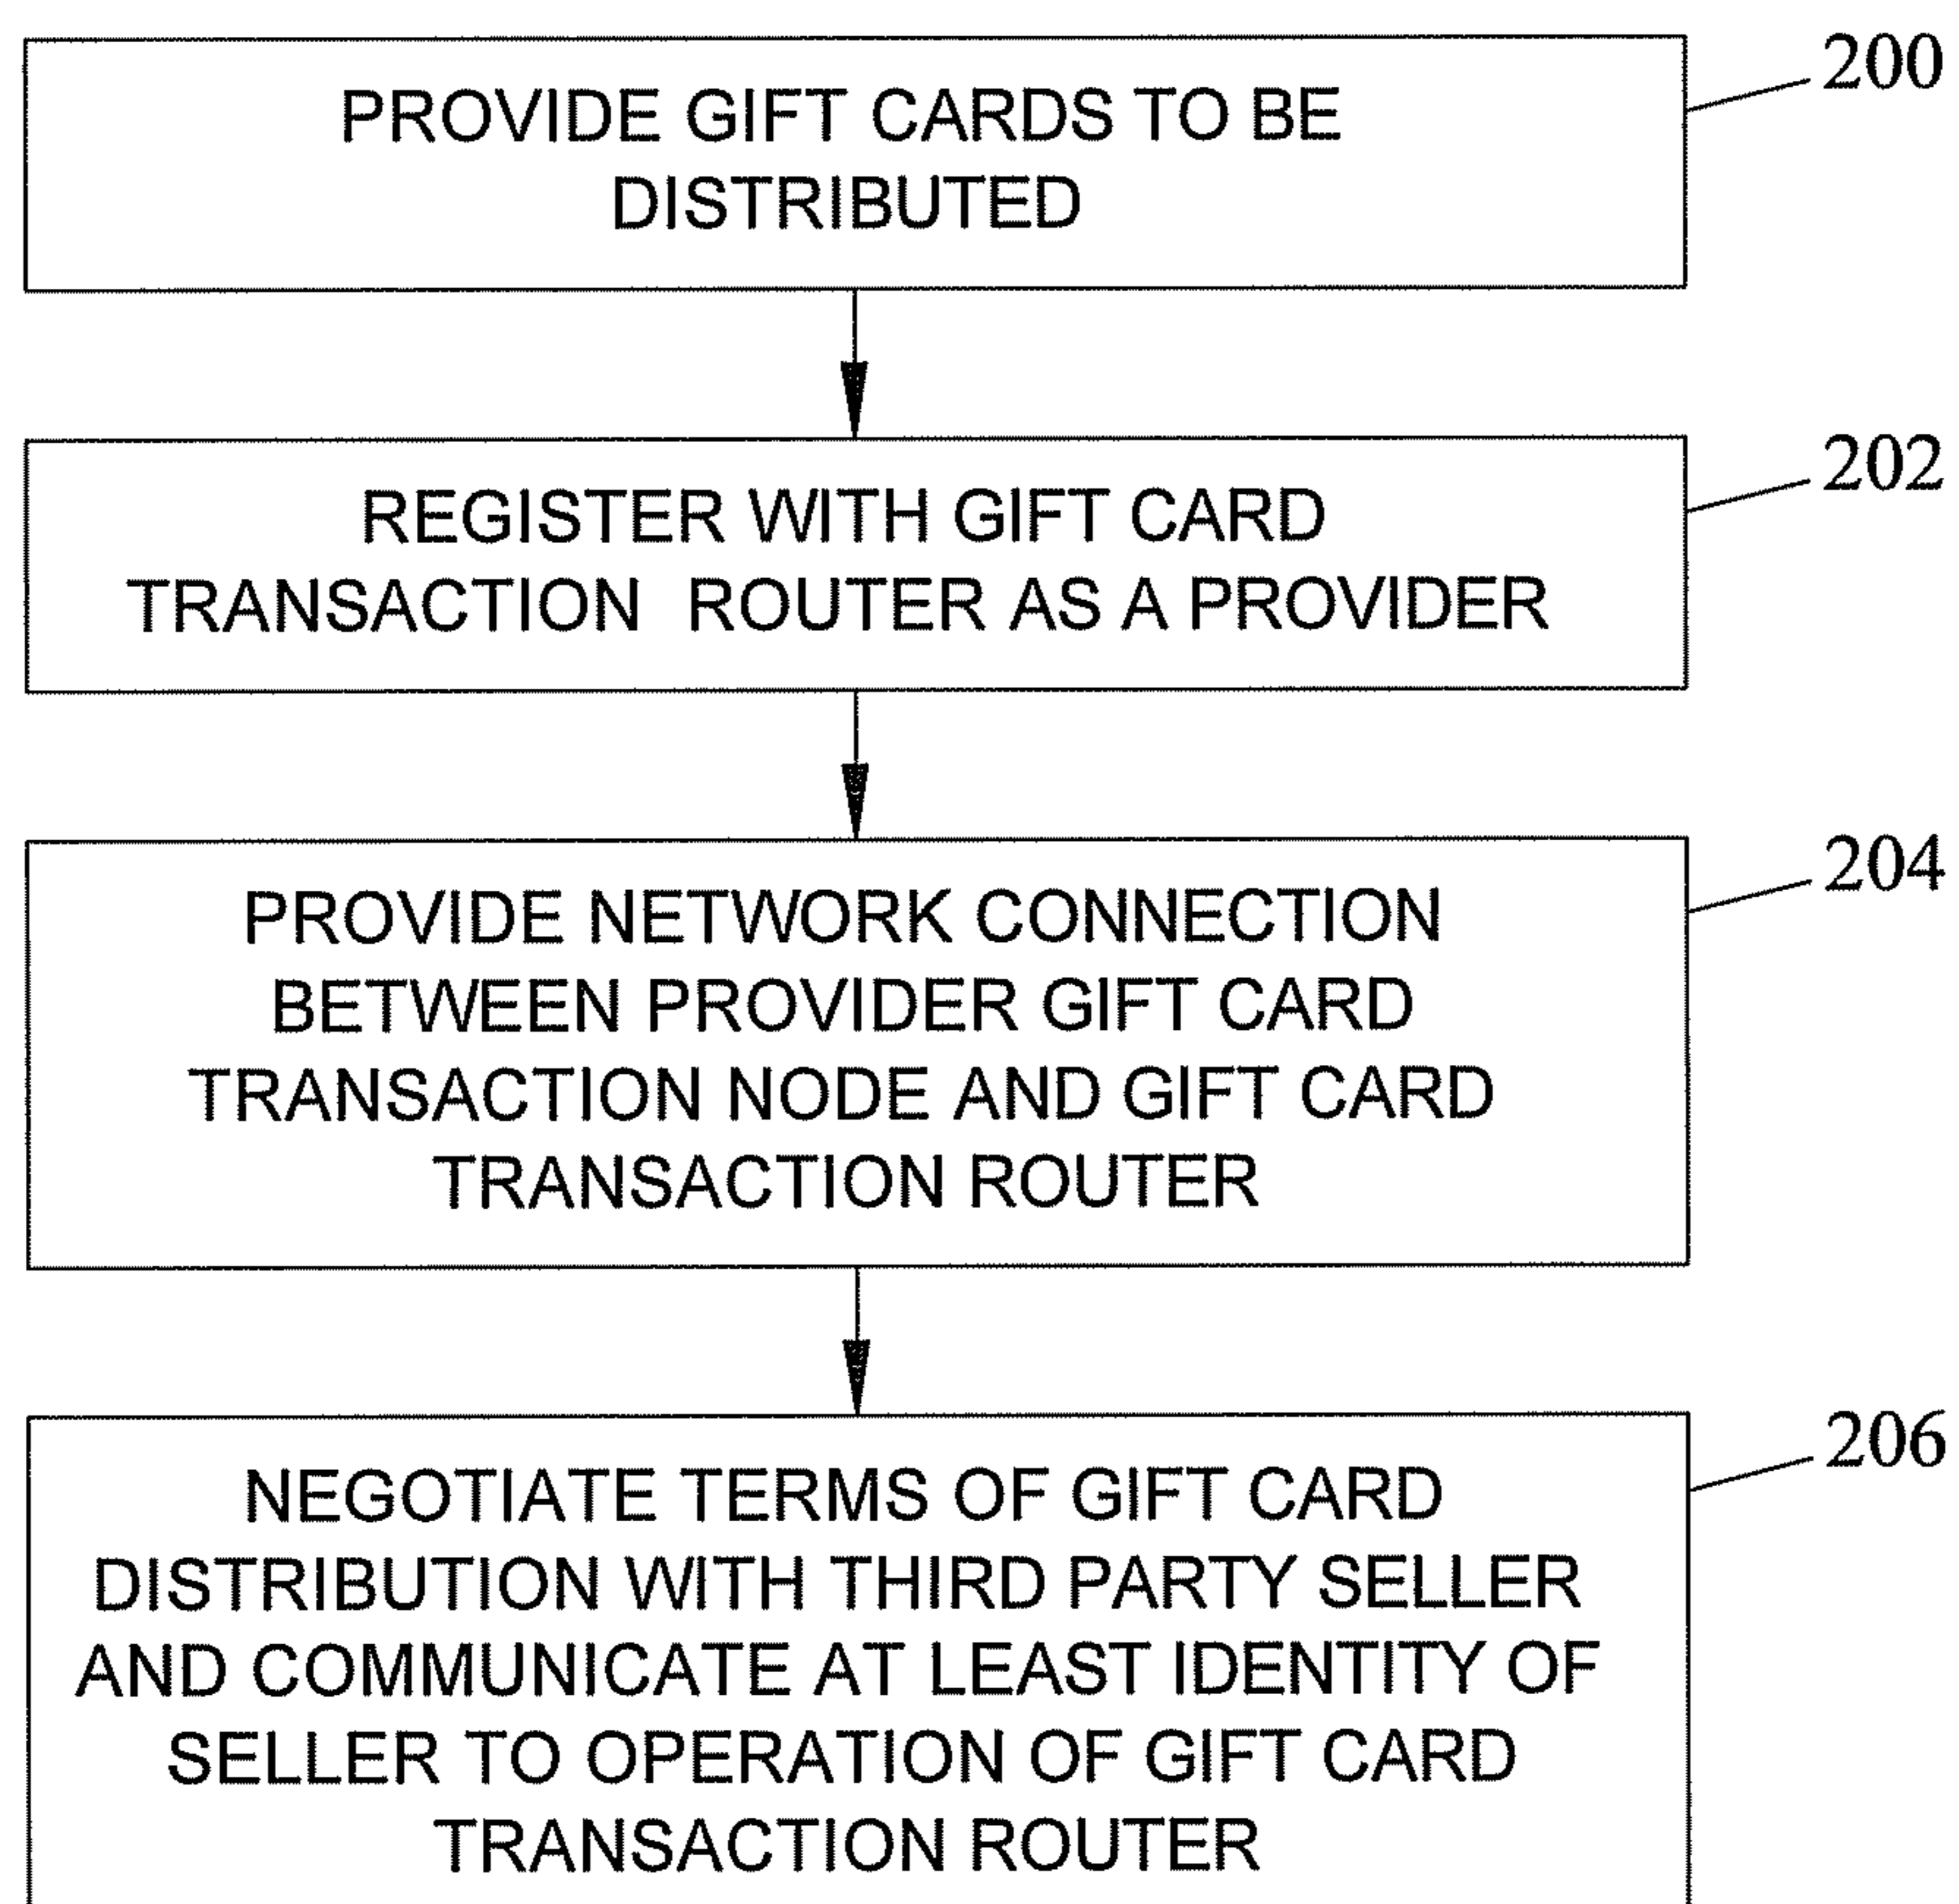 PROVIDE GIFT CARDS TO BE
DISTRIBUTED
200
REGISTER WITH GIFT CARD
TRANSACTION ROUTER AS A PROVIDER
202
PROVIDE NETWORK CONNECTION
BETWEEN PROVIDER GIFT CARD
TRANSACTION NODE AND GIFT CARD
TRANSACTION ROUTER
204
NEGOTIATE TERMS OF GIFT CARD
DISTRIBUTION WITH THIRD PARTY SELLER
AND COMMUNICATE AT LEAST IDENTITY OF
SELLER TO OPERATION OF GIFT CARD
TRANSACTION ROUTER
206